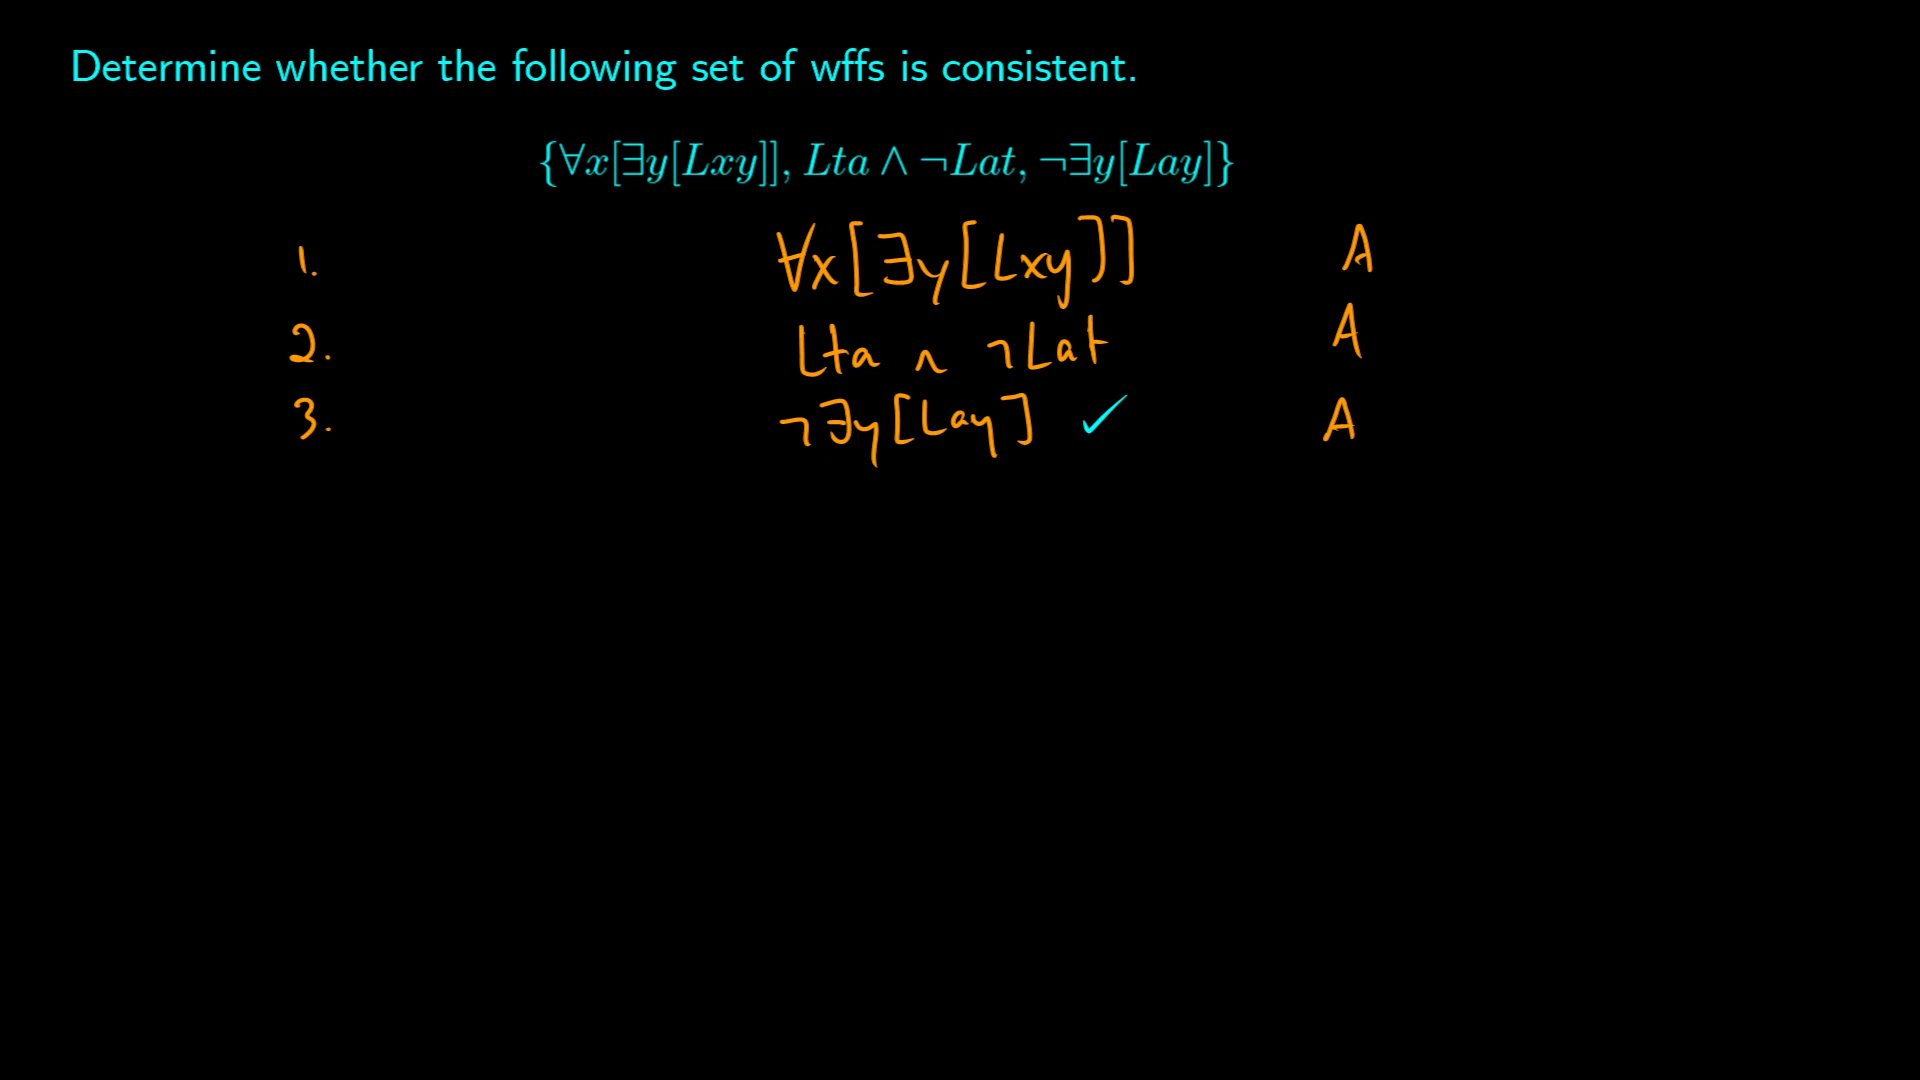 Determine whether the following set of wffs is consistent.
{∀x[∃y[Lxy]], Lta ∧ ¬Lat, ¬∃y[Lay]}
1. ∀x[∃y[Lxy]] A
2. Lta ∧ ¬Lat A
3. ¬∃y[Lay] ✓ A